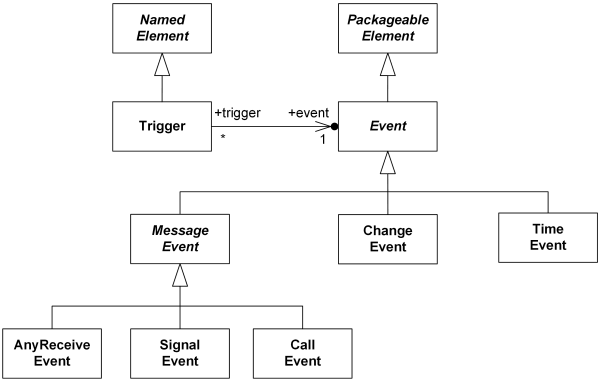 Named
Element
Packageable
Element
Trigger
+trigger
*
+event
1
Event
Message
Event
Change
Event
Time
Event
AnyReceive
Event
Signal
Event
Call
Event